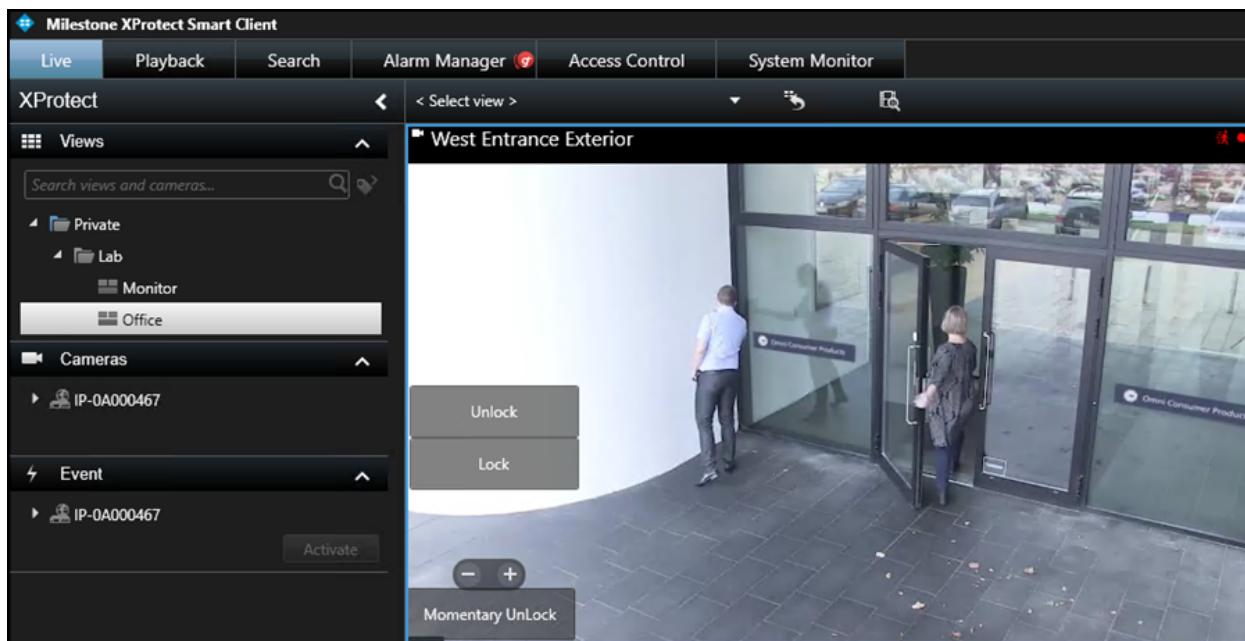 Milestone XProtect Smart Client
Live Playback Search Alarm Manager Access Control System Monitor
XProtect < Select view >
Views
West Entrance Exterior
Search views and cameras...
Private
Lab
Monitor
Office
Omni Consumer Products
Cameras
Omni Consumer Products
IP-0A000467
Unlock
Lock
Event
IP-0A000467
Activate
Momentary UnLock